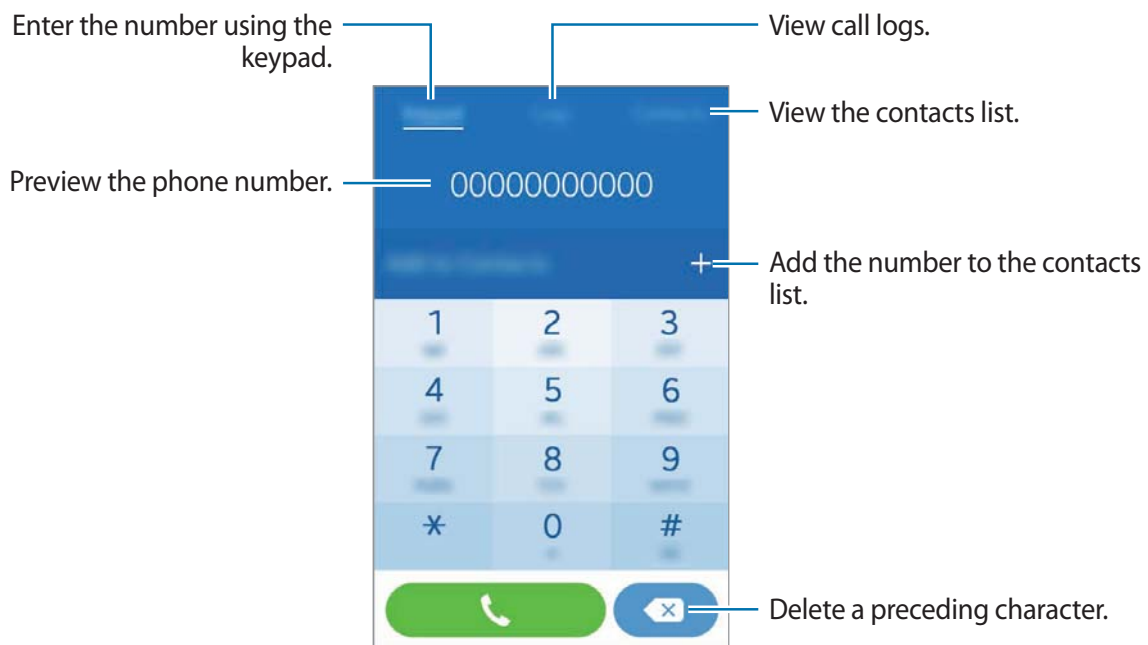 Enter the number using the
keypad.
View call logs.
View the contacts list.
Preview the phone number.
00000000000
+
Add the number to the contacts
list.
1 2 3
4 5 6
7 8 9
* 0 #
Delete a preceding character.